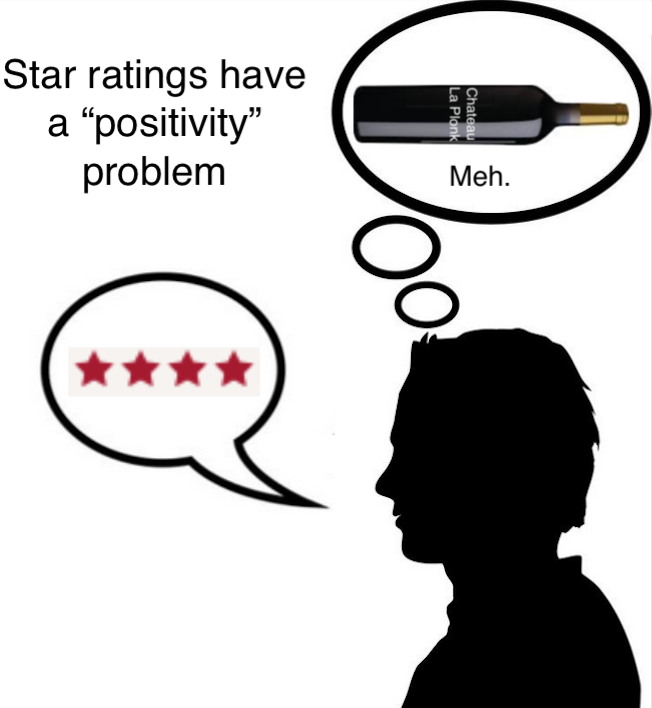 Star ratings have
a “positivity”
problem
Chateau
La Plonk
Meh.